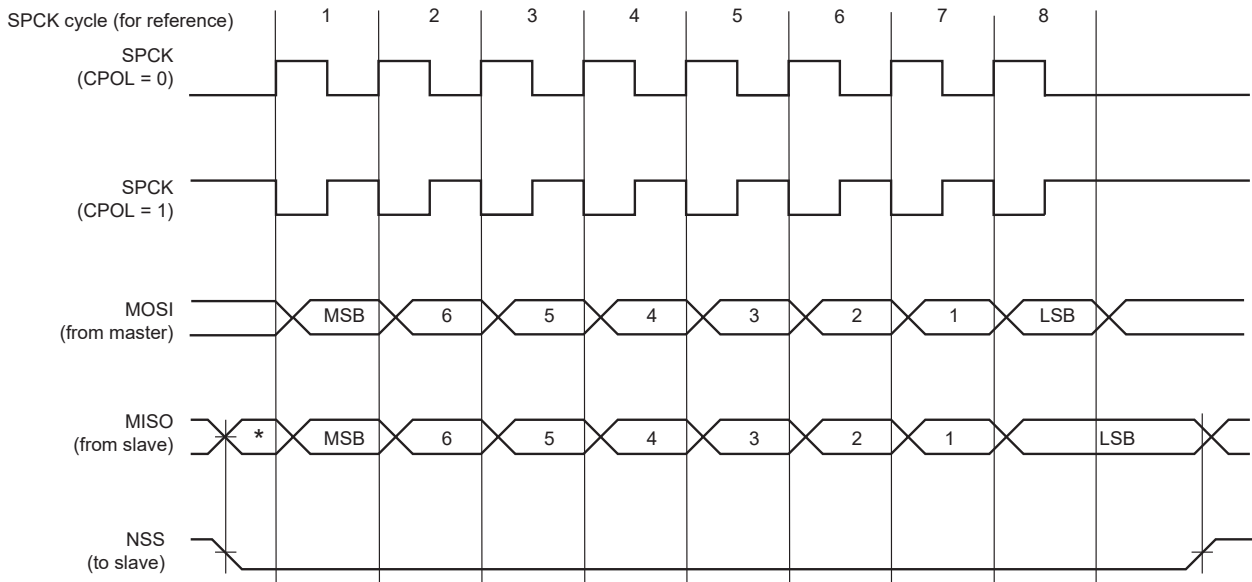 SPCK cycle (for reference) 1 2 3 4 5 6 7 8
SPCK
(CPOL = 0)
SPCK
(CPOL = 1)
MOSI
(from master)
MSB 6 5 4 3 2 1 LSB
MISO
(from slave)
* MSB 6 5 4 3 2 1 LSB
NSS
(to slave)